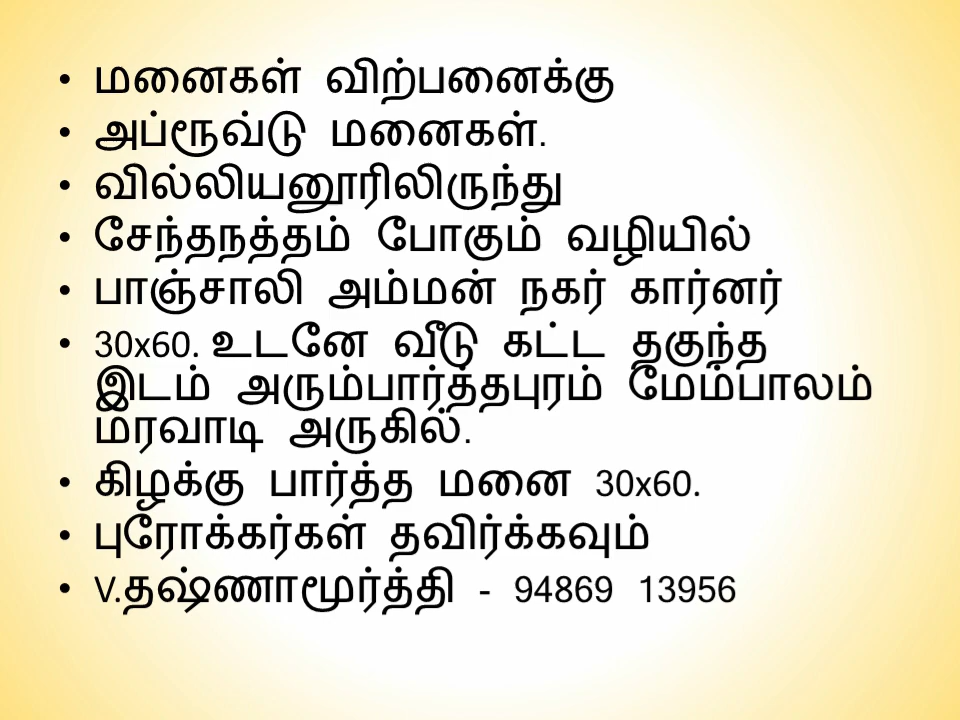 • மனைகள் விற்பனைக்கு
• அப்ரூவ்டு மனைகள்.
• வில்லியனூரிலிருந்து
• சேந்தநத்தம் போகும் வழியில்
• பாஞ்சாலி அம்மன் நகர் கார்னர்
• 30x60. உடனே வீடு கட்ட தகுந்த
இடம் அரும்பார்த்தபுரம் மேம்பாலம்
மரவாடி அருகில்.
• கிழக்கு பார்த்த மனை 30x60.
• புரோக்கர்கள் தவிர்க்கவும்
• V.தஷ்ணாமூர்த்தி - 94869 13956